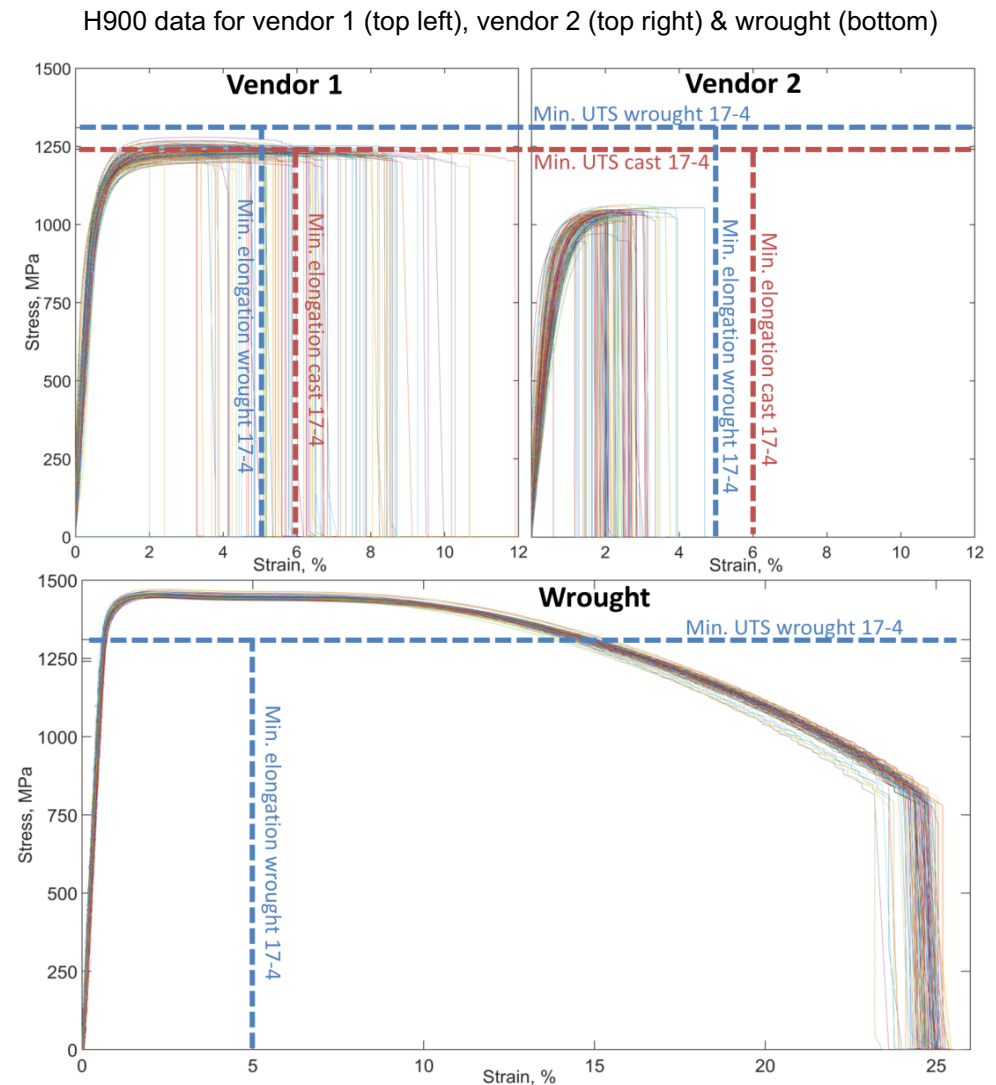 H900 data for vendor 1 (top left), vendor 2 (top right) & wrought (bottom)
Vendor 1
Vendor 2
Min. UTS wrought 17-4
Min. UTS cast 17-4
Min. elongation wrought 17-4
Min. elongation cast 17-4
Min. elongation wrought 17-4
Min. elongation cast 17-4
Stress, MPa
1500
1250
1000
750
500
250
0
0 2 4 6 8 10 12
Strain, %
0 2 4 6 8 10 12
Strain, %
Wrought
Min. UTS wrought 17-4
Min. elongation wrought 17-4
Stress, MPa
1500
1250
1000
750
500
250
0
0 5 10 15 20 25
Strain, %